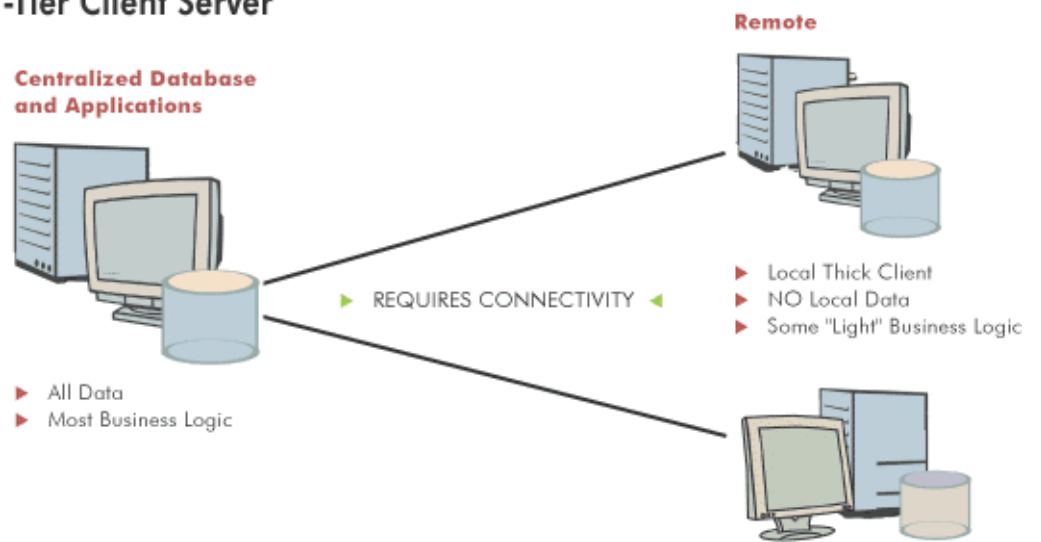 -Tier Client Server
Remote
Centralized Database
and Applications
Local Thick Client
REQUIRES CONNECTIVITY
NO Local Data
Some "Light" Business Logic
All Data
Most Business Logic